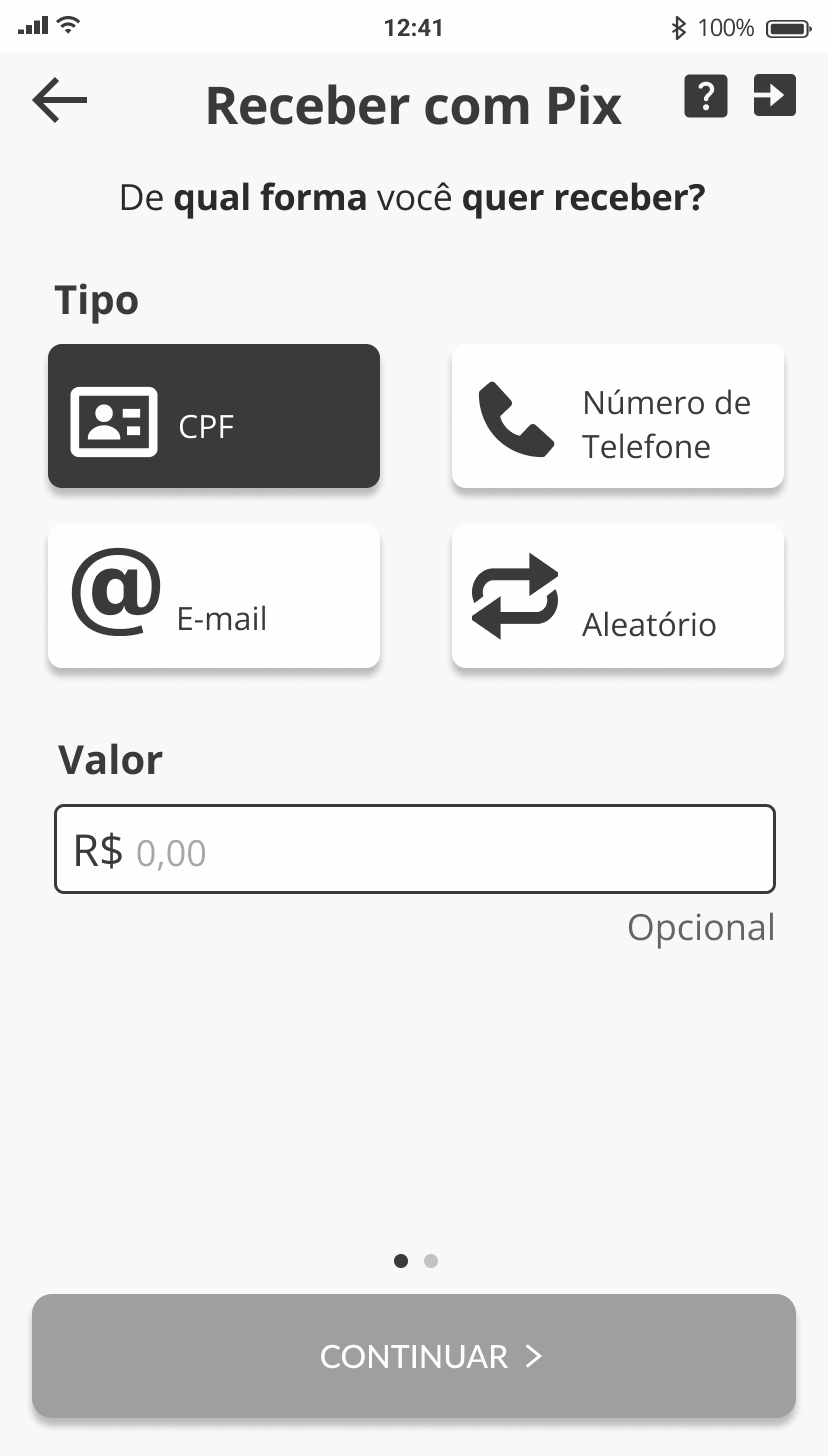 12:41
100%
Receber com Pix
?
De qual forma você quer receber?
Tipo
CPF
Número de
Telefone
@
E-mail
Aleatório
Valor
R$ 0,00
Opcional
CONTINUAR >